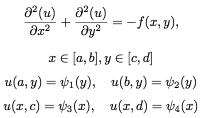 ∂²(u)/∂x² + ∂²(u)/∂y² = −f(x, y),
x ∈ [a, b], y ∈ [c, d]
u(a, y) = ψ₁(y), u(b, y) = ψ₂(y)
u(x, c) = ψ₃(x), u(x, d) = ψ₄(x)